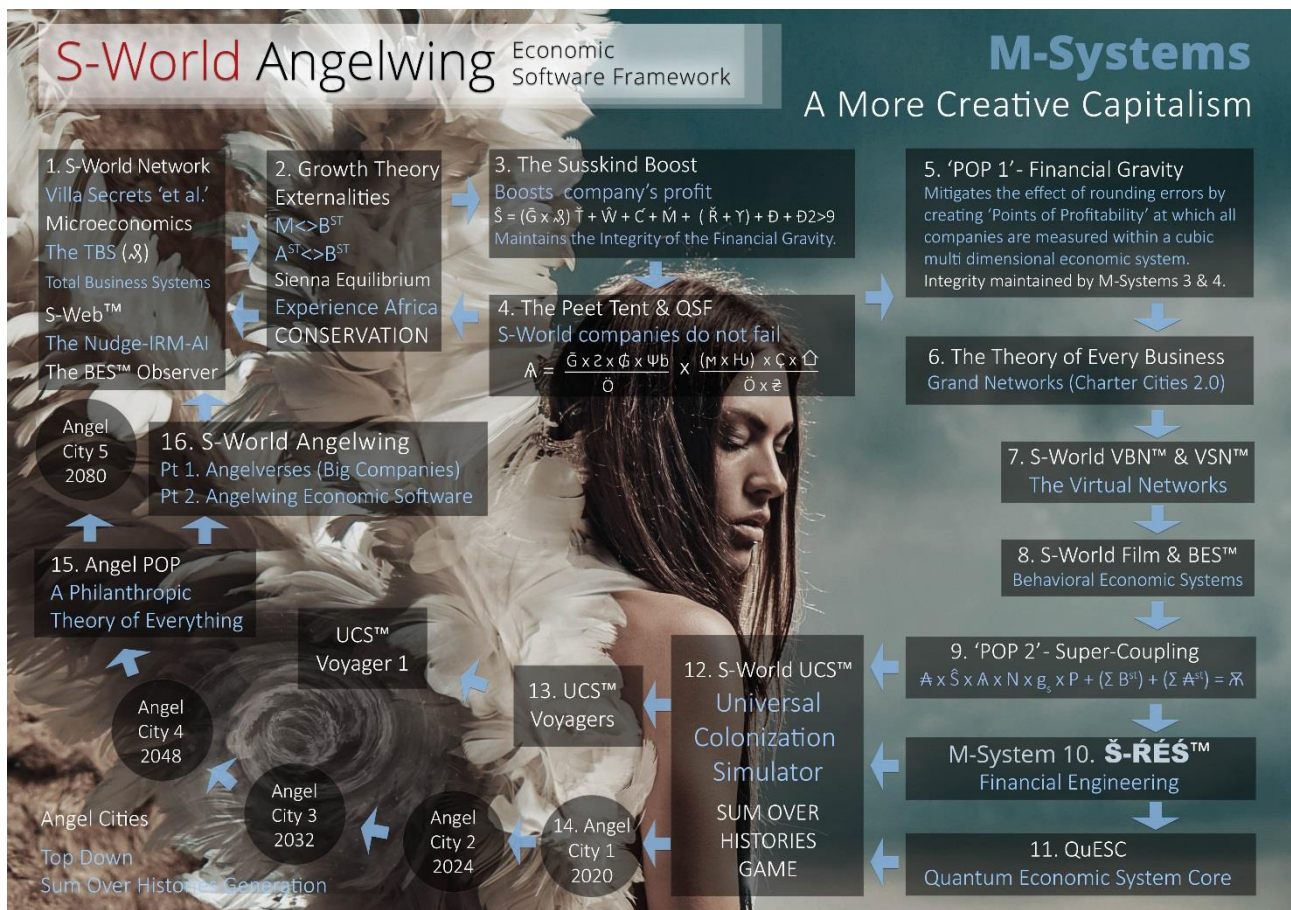 S-World Angelwing Economic
Software Framework
M-Systems
A More Creative Capitalism
1. S-World Network
Villa Secrets ‘et al.’
Microeconomics
The TBS (᎗)
Total Business Systems
S-Web™
The Nudge-IRM-AI
The BES™ Observer
2. Growth Theory
Externalities
M<>Bˢᵀ
Aˢᵀ<>Bˢᵀ
Sienna Equilibrium
Experience Africa
CONSERVATION
3. The Susskind Boost
Boosts company’s profit
Maintains the Integrity of the Financial Gravity.
4. The Peet Tent & QSF
S-World companies do not fail
5. ‘POP 1’ - Financial Gravity
Mitigates the effect of rounding errors by
creating ‘Points of Profitability’ at which all
companies are measured within a cubic
multi dimensional economic system.
Integrity maintained by M-Systems 3 & 4.
6. The Theory of Every Business
Grand Networks (Charter Cities 2.0)
7. S-World VBN™ & VSN™
The Virtual Networks
8. S-World Film & BES™
Behavioral Economic Systems
9. ‘POP 2’ - Super-Coupling
M-System 10. Š-ŔÉŚ™
Financial Engineering
11. QuESC
Quantum Economic System Core
12. S-World UCS™
Universal
Colonization
Simulator
SUM OVER
HISTORIES
GAME
13. UCS™
Voyagers
UCS™
Voyager 1
14. Angel
City 1
2020
Angel
City 2
2024
Angel
City 3
2032
Angel
City 4
2048
Angel Cities
Top Down
Sum Over Histories Generation
15. Angel POP
A Philanthropic
Theory of Everything
Angel
City 5
2080
16. S-World Angelwing
Pt 1. Angelverses (Big Companies)
Pt 2. Angelwing Economic Software